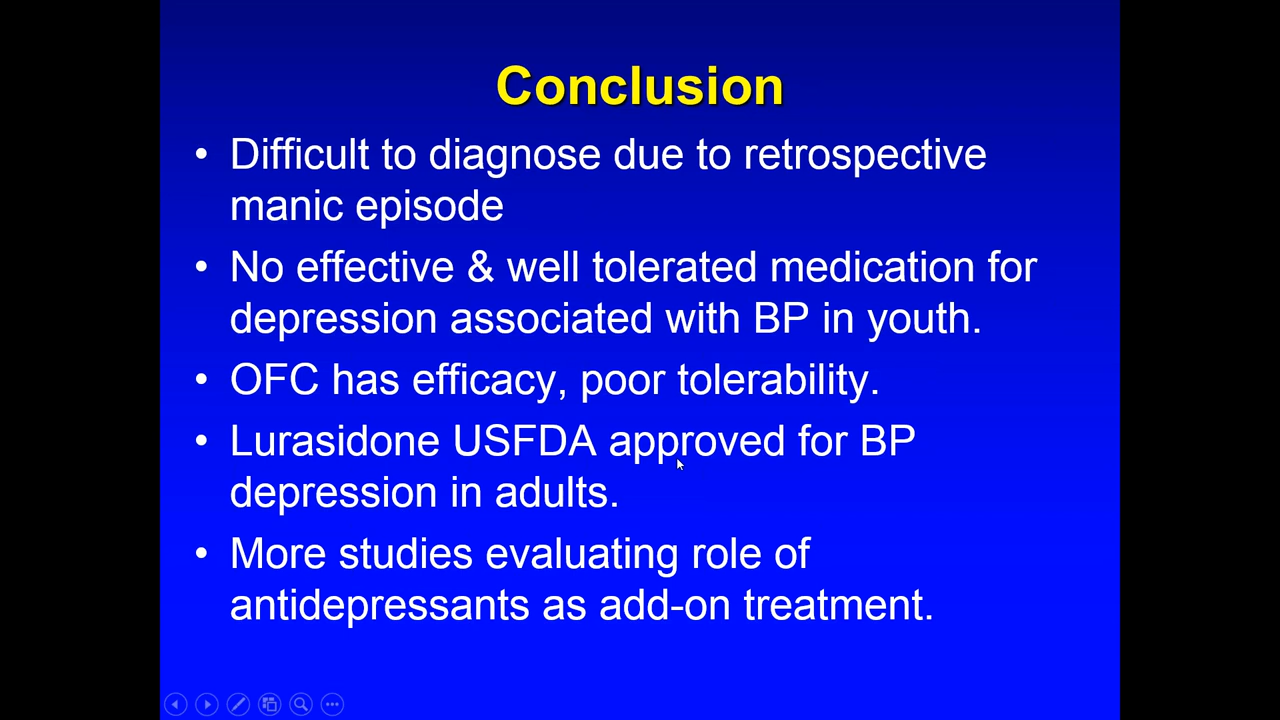 Conclusion
• Difficult to diagnose due to retrospective
manic episode
• No effective & well tolerated medication for
depression associated with BP in youth.
• OFC has efficacy, poor tolerability.
• Lurasidone USFDA approved for BP
depression in adults.
• More studies evaluating role of
antidepressants as add-on treatment.